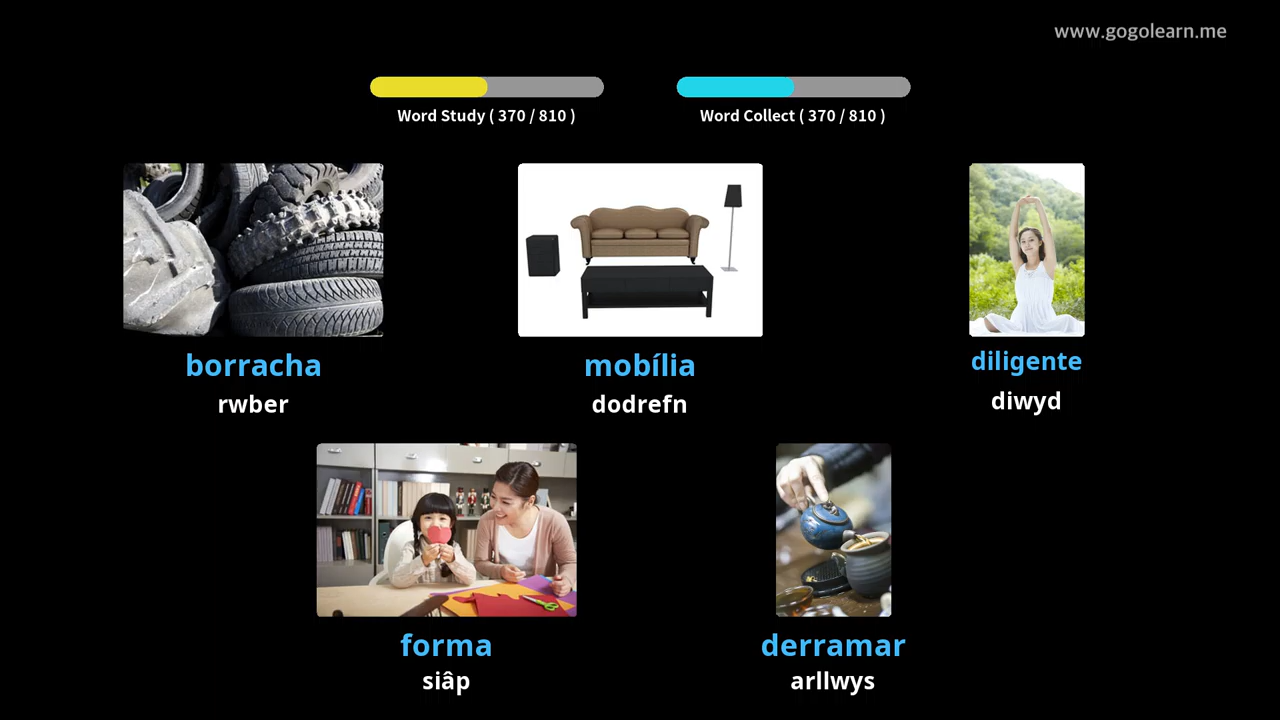 www.gogolearn.me
Word Study ( 370 / 810 )
Word Collect ( 370 / 810 )
borracha
rwber
mobília
dodrefn
diligente
diwyd
forma
siâp
derramar
arllwys